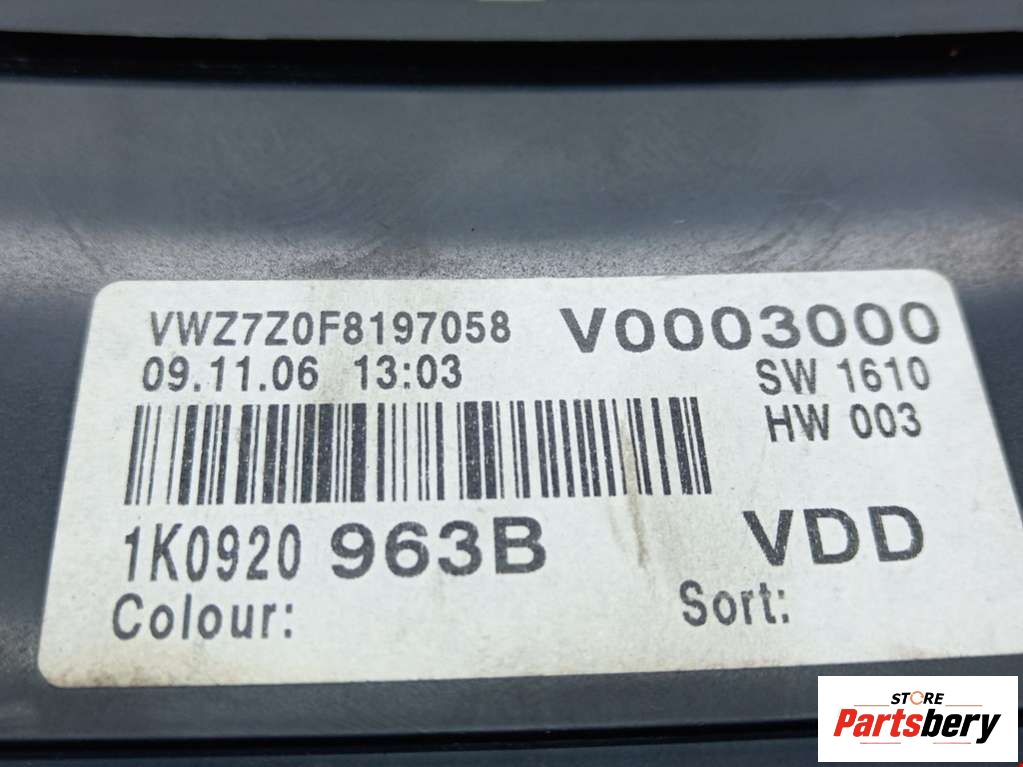 VWZ7Z0F8197058 V0003000
09.11.06 13:03 SW 1610
HW 003
1K0920 963B VDD
Colour: Sort:
STORE
Partsbery